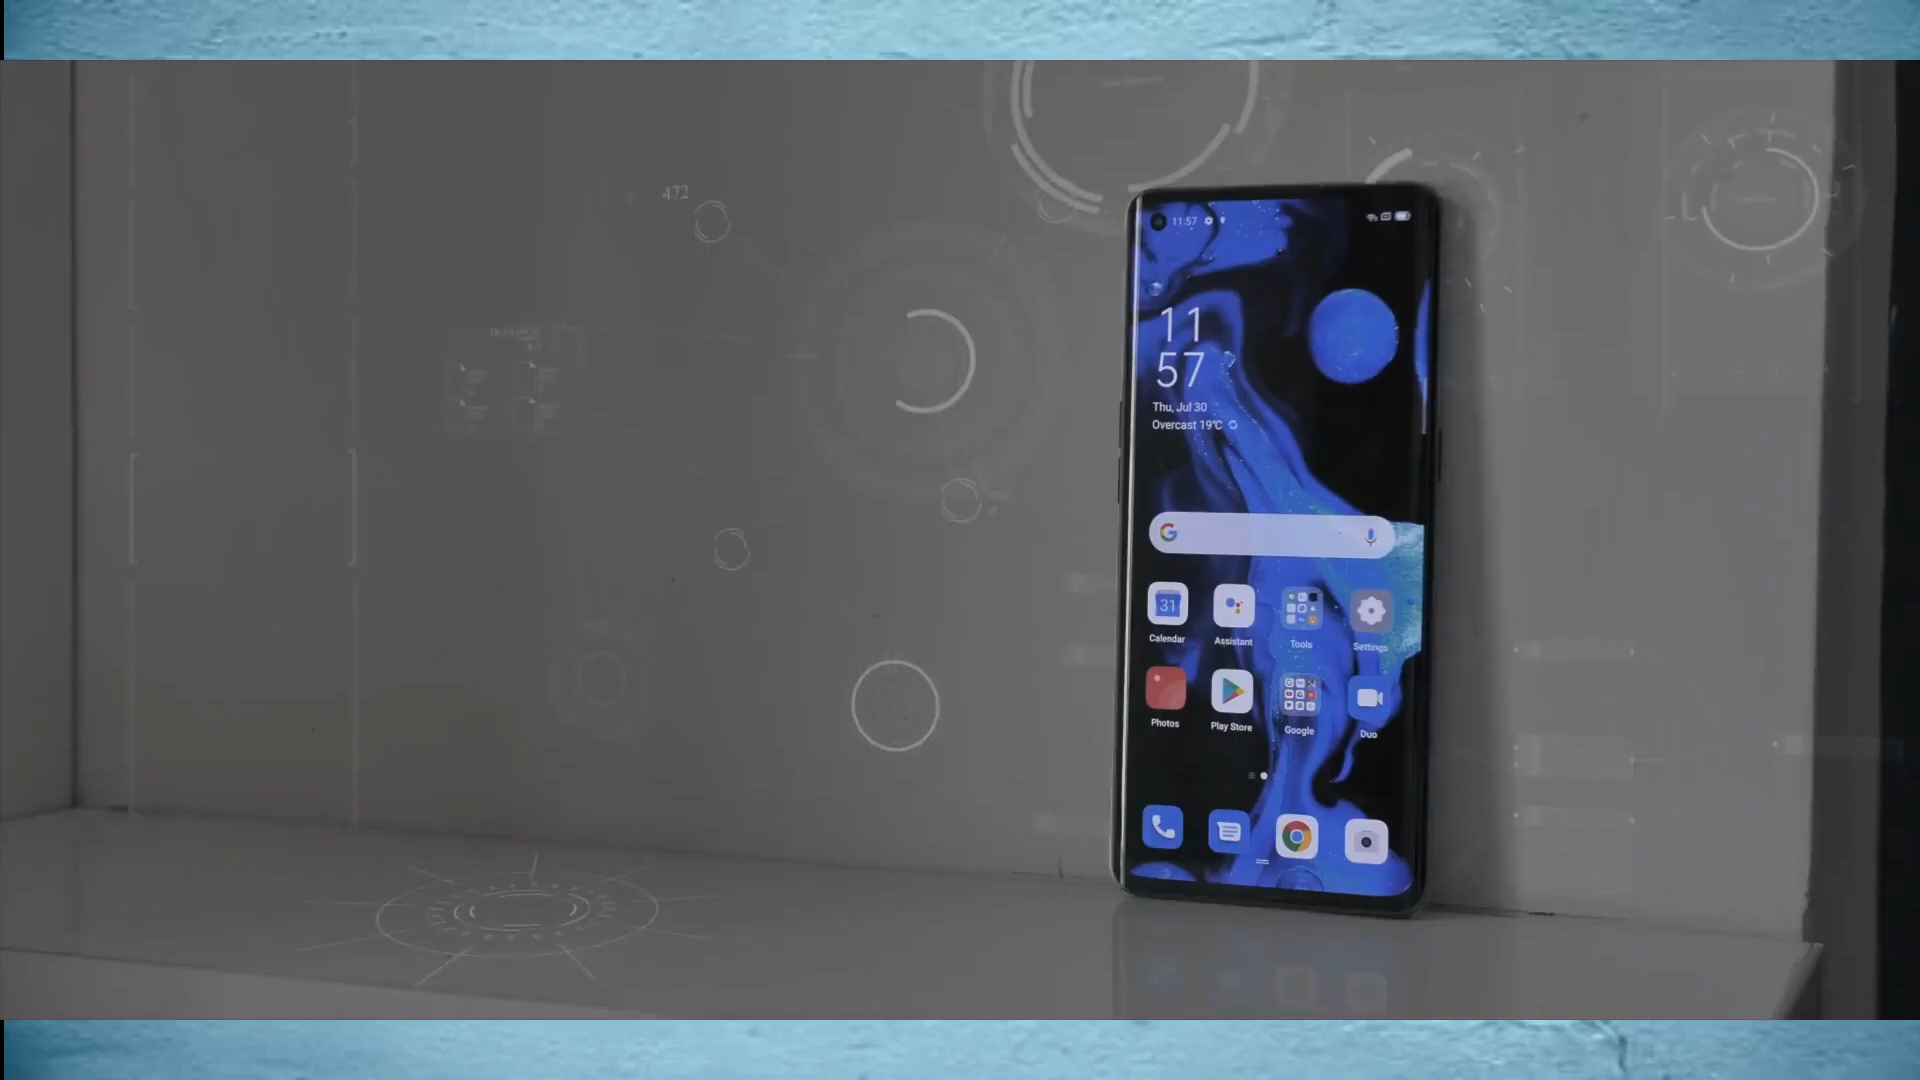 472
11:57
11
57
Thu, Jul 30
Overcast 19°C
31
Calendar
Assistant
Tools
Settings
Photos
Play Store
Google
Duo